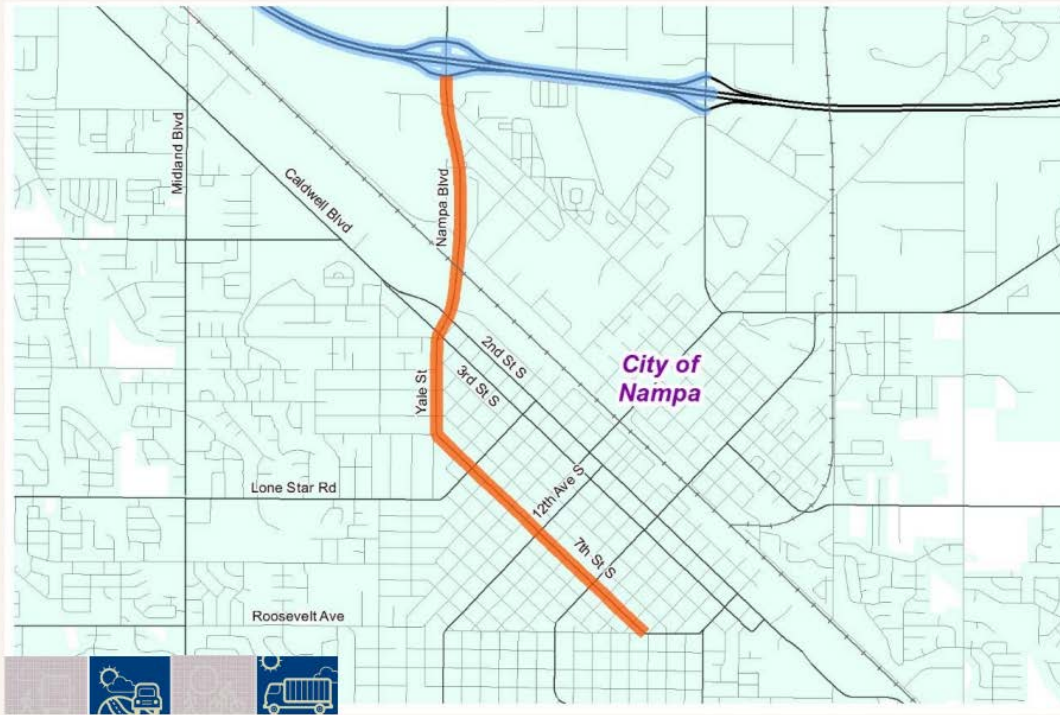 Midland Blvd
Caldwell Blvd
Nampa Blvd
2nd St S
3rd St S
Yale St
City of
Nampa
Lone Star Rd
12th Ave S
7th St S
Roosevelt Ave